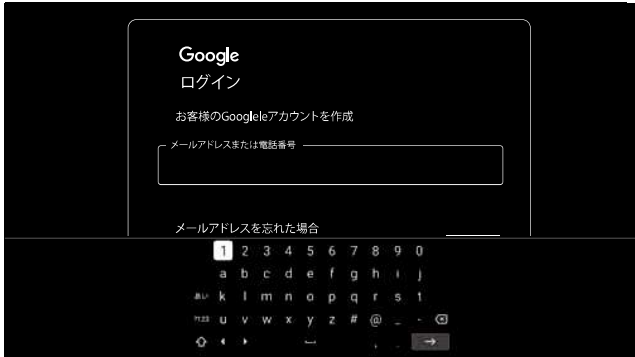 Google
ログイン
お客様のGoogleleアカウントを作成
メールアドレスまたは電話番号
メールアドレスを忘れた場合
1 2 3 4 5 6 7 8 9 0
a b c d e f g h i j
あい k l m n o p q r s t
?123 u v w x y z # @ _ -
, .